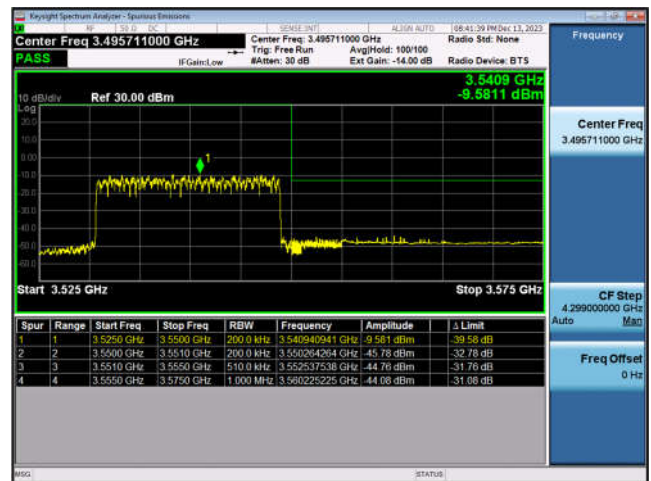 Keysight Spectrum Analyzer - Spurious Emissions
RF 50 Ω DC SENSE:INT ALIGN AUTO 08:41:39 PM Dec 13, 2023
Center Freq 3.495711000 GHz
PASS
IFGain:Low
Center Freq: 3.495711000 GHz
Trig: Free Run Avg|Hold: 100/100
#Atten: 30 dB Ext Gain: -14.00 dB
Radio Std: None
Radio Device: BTS
3.5409 GHz
-9.5811 dBm
10 dB/div Ref 30.00 dBm
Log
20.0
10.0
0.00
1
-10.0
-20.0
-30.0
-40.0
-50.0
-60.0
Start 3.525 GHz Stop 3.575 GHz
Spur Range Start Freq Stop Freq RBW Frequency Amplitude Δ Limit
1 1 3.5250 GHz 3.5500 GHz 200.0 kHz 3.540940941 GHz -9.581 dBm -39.58 dB
2 2 3.5500 GHz 3.5510 GHz 200.0 kHz 3.550264264 GHz -45.78 dBm -32.78 dB
3 3 3.5510 GHz 3.5550 GHz 510.0 kHz 3.552537538 GHz -44.76 dBm -31.76 dB
4 4 3.5550 GHz 3.5750 GHz 1.000 MHz 3.560225225 GHz -44.08 dBm -31.08 dB
Frequency
Center Freq
3.495711000 GHz
CF Step
4.299000000 GHz
Auto Man
Freq Offset
0 Hz
MSG STATUS